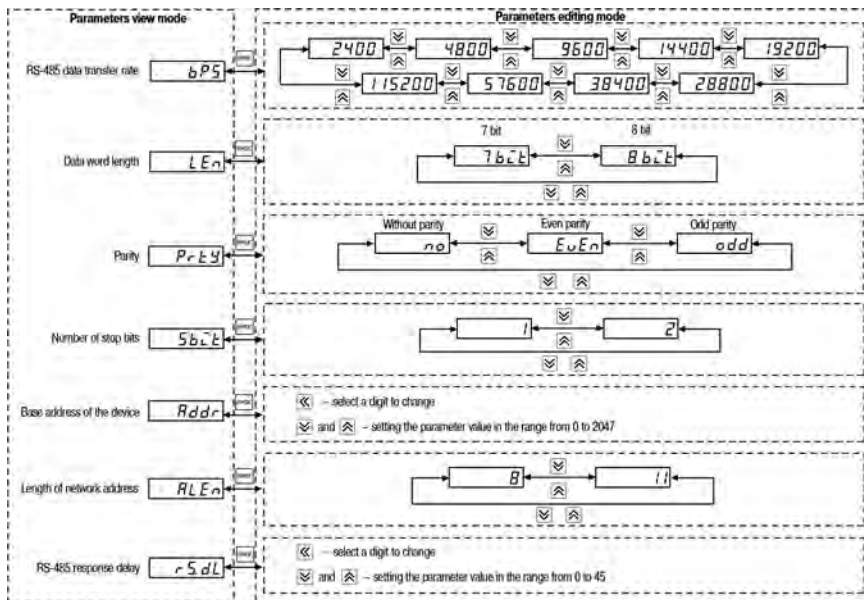 Parameters view mode
Parameters editing mode
RS-485 data transfer rate
bPS
2400
4800
9600
14400
19200
115200
57600
38400
28800
Data word length
LEn
7 bit
8 bit
7bit
8bit
Parity
PrtY
Without parity
Even parity
Odd parity
no
EvEn
odd
Number of stop bits
Sbit
1
2
Base address of the device
Addr
– select a digit to change
and – setting the parameter value in the range from 0 to 2047
Length of network address
ALEn
8
11
RS-485 response delay
rS.dL
– select a digit to change
and – setting the parameter value in the range from 0 to 45